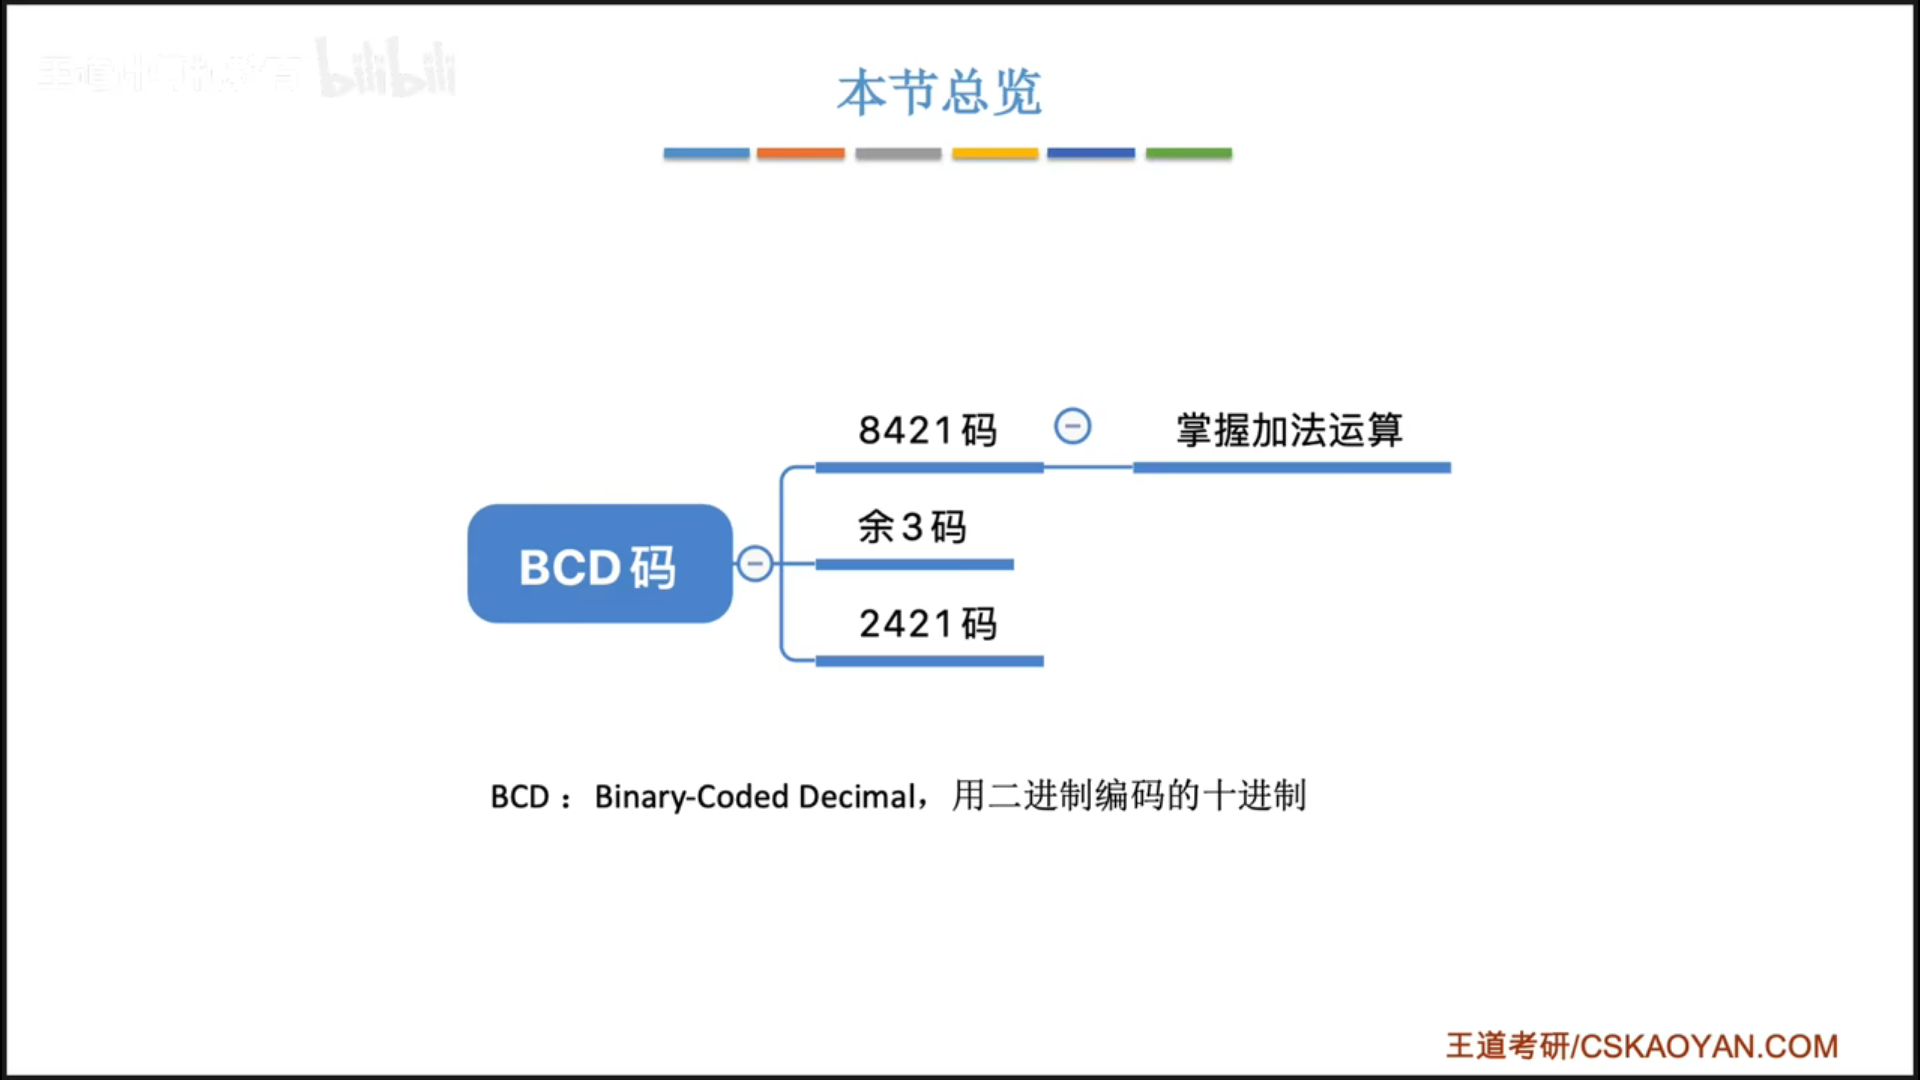 bilibili
本节总览
8421码
掌握加法运算
余3码
BCD码
2421码
BCD：Binary-Coded Decimal，用二进制编码的十进制
王道考研/CSKAOYAN.COM